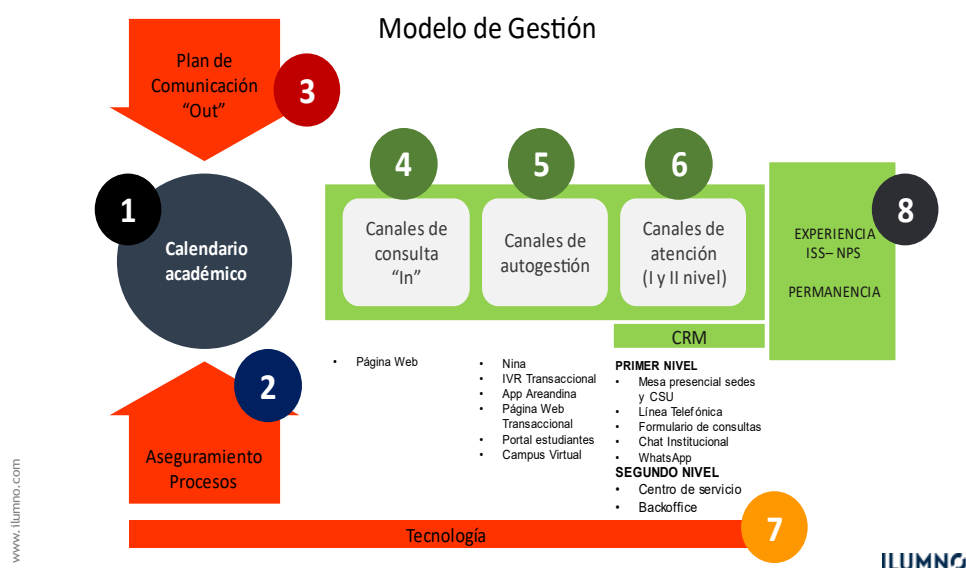 Modelo de Gestión
Plan de
Comunicación
“Out”
3
1
Calendario
académico
2
Aseguramiento
Procesos
4
Canales de
consulta
“In”
5
Canales de
autogestión
6
Canales de
atención
(I y II nivel)
8
EXPERIENCIA
ISS– NPS
PERMANENCIA
CRM
• Página Web
• Nina
• IVR Transaccional
• App Areandina
• Página Web
Transaccional
• Portal estudiantes
• Campus Virtual
PRIMER NIVEL
• Mesa presencial sedes
y CSU
• Línea Telefónica
• Formulario de consultas
• Chat Institucional
• WhatsApp
SEGUNDO NIVEL
• Centro de servicio
• Backoffice
Tecnología
7
www.ilumno.com
ILUMNO